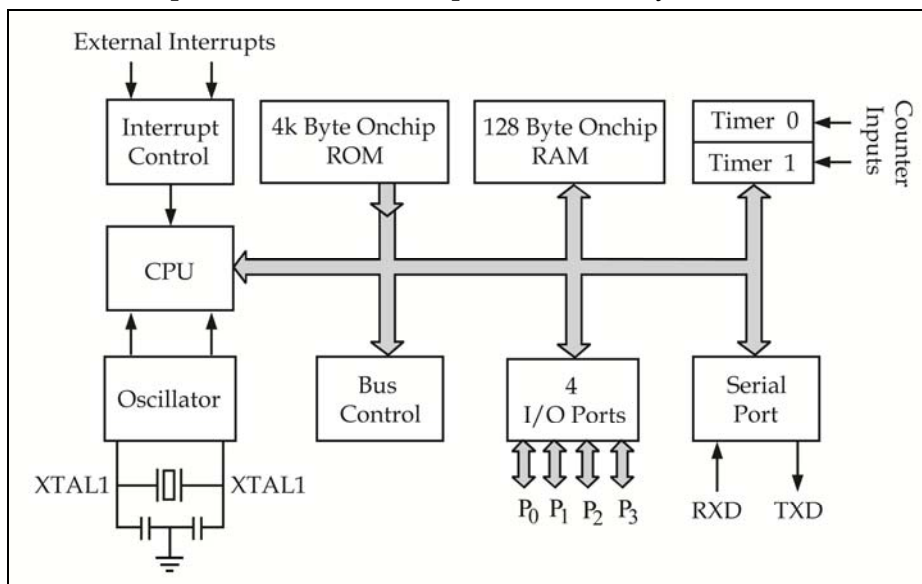 External Interrupts
Interrupt
Control
4k Byte Onchip
ROM
128 Byte Onchip
RAM
Timer 0
Timer 1
Counter
Inputs
CPU
Oscillator
Bus
Control
4
I/O Ports
Serial
Port
XTAL1
XTAL1
P0 P1 P2 P3
RXD
TXD